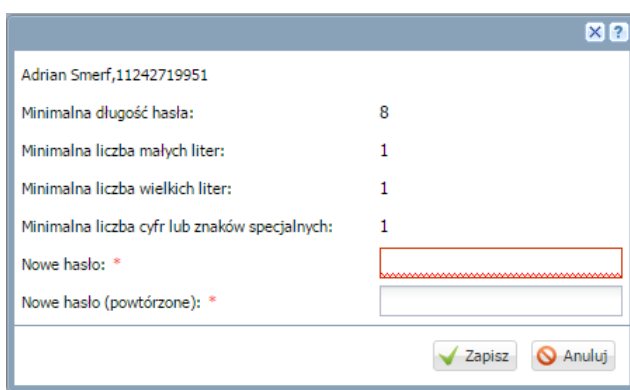 Adrian Smerf,11242719951
Minimalna długość hasła: 8
Minimalna liczba małych liter: 1
Minimalna liczba wielkich liter: 1
Minimalna liczba cyfr lub znaków specjalnych: 1
Nowe hasło: *
Nowe hasło (powtórzone): *
Zapisz Anuluj